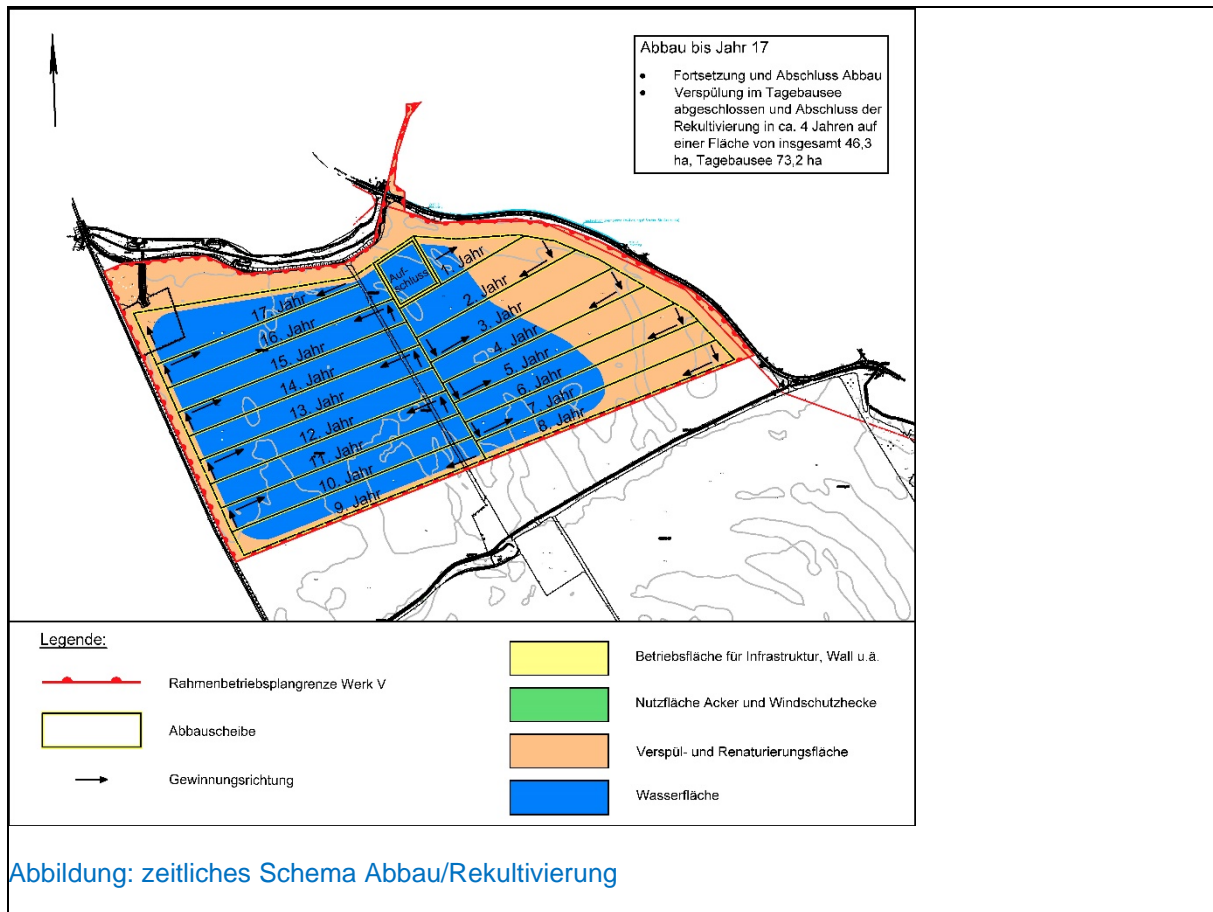 Abbau bis Jahr 17
• Fortsetzung und Abschluss Abbau
• Verspülung im Tagebausee
abgeschlossen und Abschluss der
Rekultivierung in ca. 4 Jahren auf
einer Fläche von insgesamt 46,3
ha, Tagebausee 73,2 ha
Auf-
schluss
1. Jahr
2. Jahr
3. Jahr
4. Jahr
5. Jahr
6. Jahr
7. Jahr
8. Jahr
17. Jahr
16. Jahr
15. Jahr
14. Jahr
13. Jahr
12. Jahr
11. Jahr
10. Jahr
9. Jahr
Legende:
Rahmenbetriebsplangrenze Werk V
Abbauscheibe
Gewinnungsrichtung
Betriebsfläche für Infrastruktur, Wall u.ä.
Nutzfläche Acker und Windschutzhecke
Verspül- und Renaturierungsfläche
Wasserfläche
Abbildung: zeitliches Schema Abbau/Rekultivierung